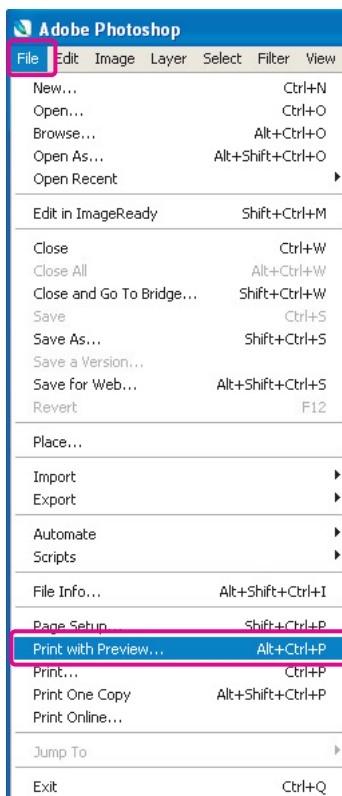 Adobe Photoshop
File Edit Image Layer Select Filter View
New... Ctrl+N
Open... Ctrl+O
Browse... Alt+Ctrl+O
Open As... Alt+Shift+Ctrl+O
Open Recent
Edit in ImageReady Shift+Ctrl+M
Close Ctrl+W
Close All Alt+Ctrl+W
Close and Go To Bridge... Shift+Ctrl+W
Save Ctrl+S
Save As... Shift+Ctrl+S
Save a Version...
Save for Web... Alt+Shift+Ctrl+S
Revert F12
Place...
Import
Export
Automate
Scripts
File Info... Alt+Shift+Ctrl+I
Page Setup... Shift+Ctrl+P
Print with Preview... Alt+Ctrl+P
Print... Ctrl+P
Print One Copy Alt+Shift+Ctrl+P
Print Online...
Jump To
Exit Ctrl+Q